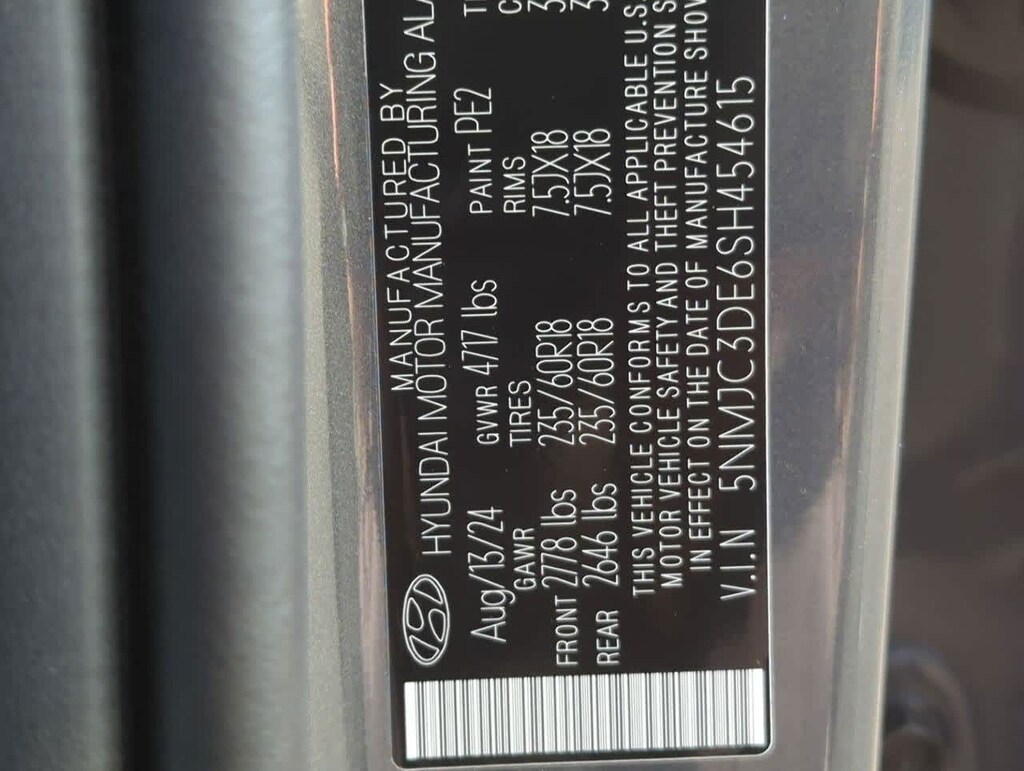 MANUFACTURED BY
HYUNDAI MOTOR MANUFACTURING ALA
Aug/13/24 GVWR 4717 lbs PAINT PE2
GAWR TIRES RIMS
FRONT 2778 lbs 235/60R18 7.5JX18
REAR 2646 lbs 235/60R18 7.5JX18
THIS VEHICLE CONFORMS TO ALL APPLICABLE U.S.
MOTOR VEHICLE SAFETY AND THEFT PREVENTION S
IN EFFECT ON THE DATE OF MANUFACTURE SHOW
V.I.N 5NMJC3DE6SH454615